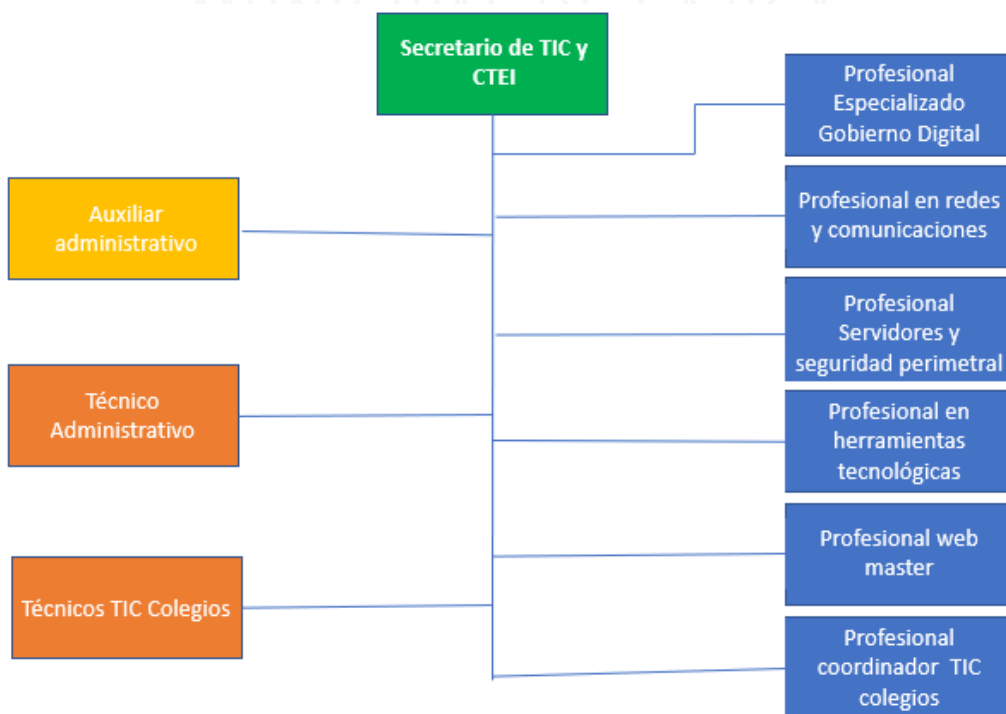 Secretario de TIC y
CTEI
Profesional
Especializado
Gobierno Digital
Auxiliar
administrativo
Profesional en redes
y comunicaciones
Profesional
Servidores y
seguridad perimetral
Técnico
Administrativo
Profesional en
herramientas
tecnológicas
Profesional web
master
Técnicos TIC Colegios
Profesional
coordinador TIC
colegios